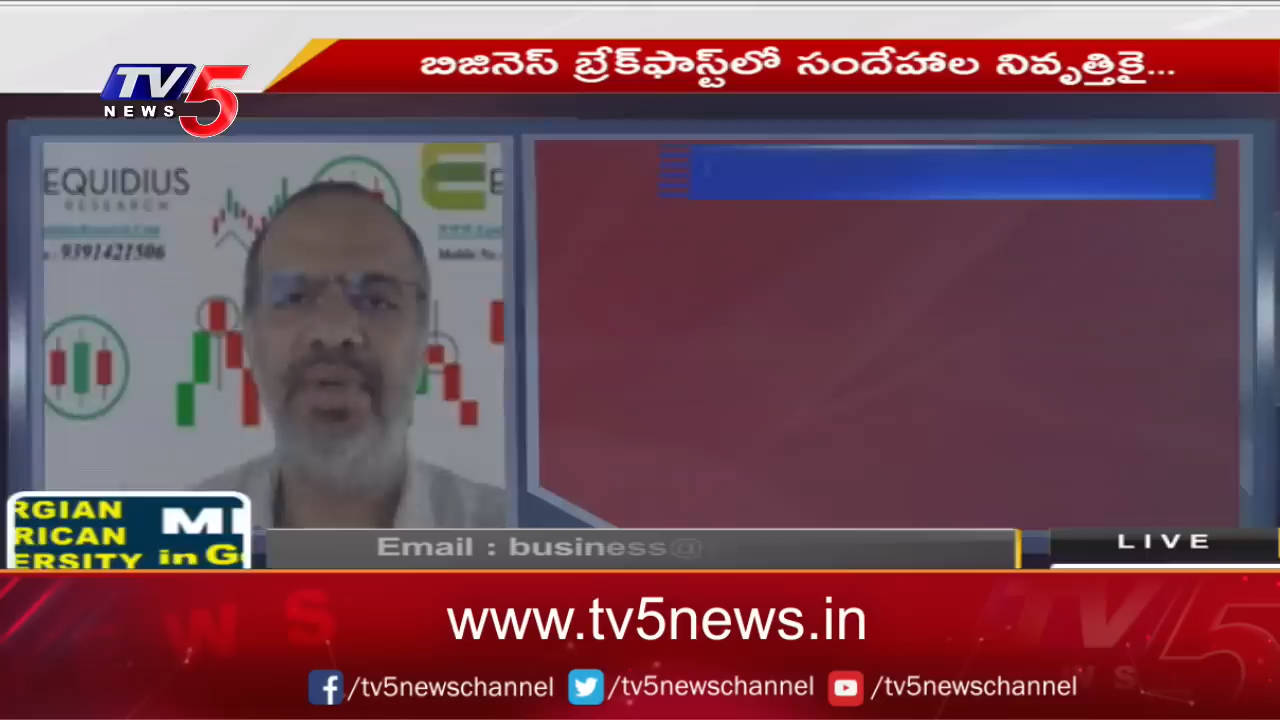 బిజినెస్ బ్రేక్‌ఫాస్ట్‌లో సందేహాల నివృత్తికై...
TV5
NEWS
EQUIDIUS
RESEARCH
9391421506
RGIAN
RICAN
ERSITY
in G
Email : business@
LIVE
www.tv5news.in
/tv5newschannel
/tv5newschannel
/tv5newschannel